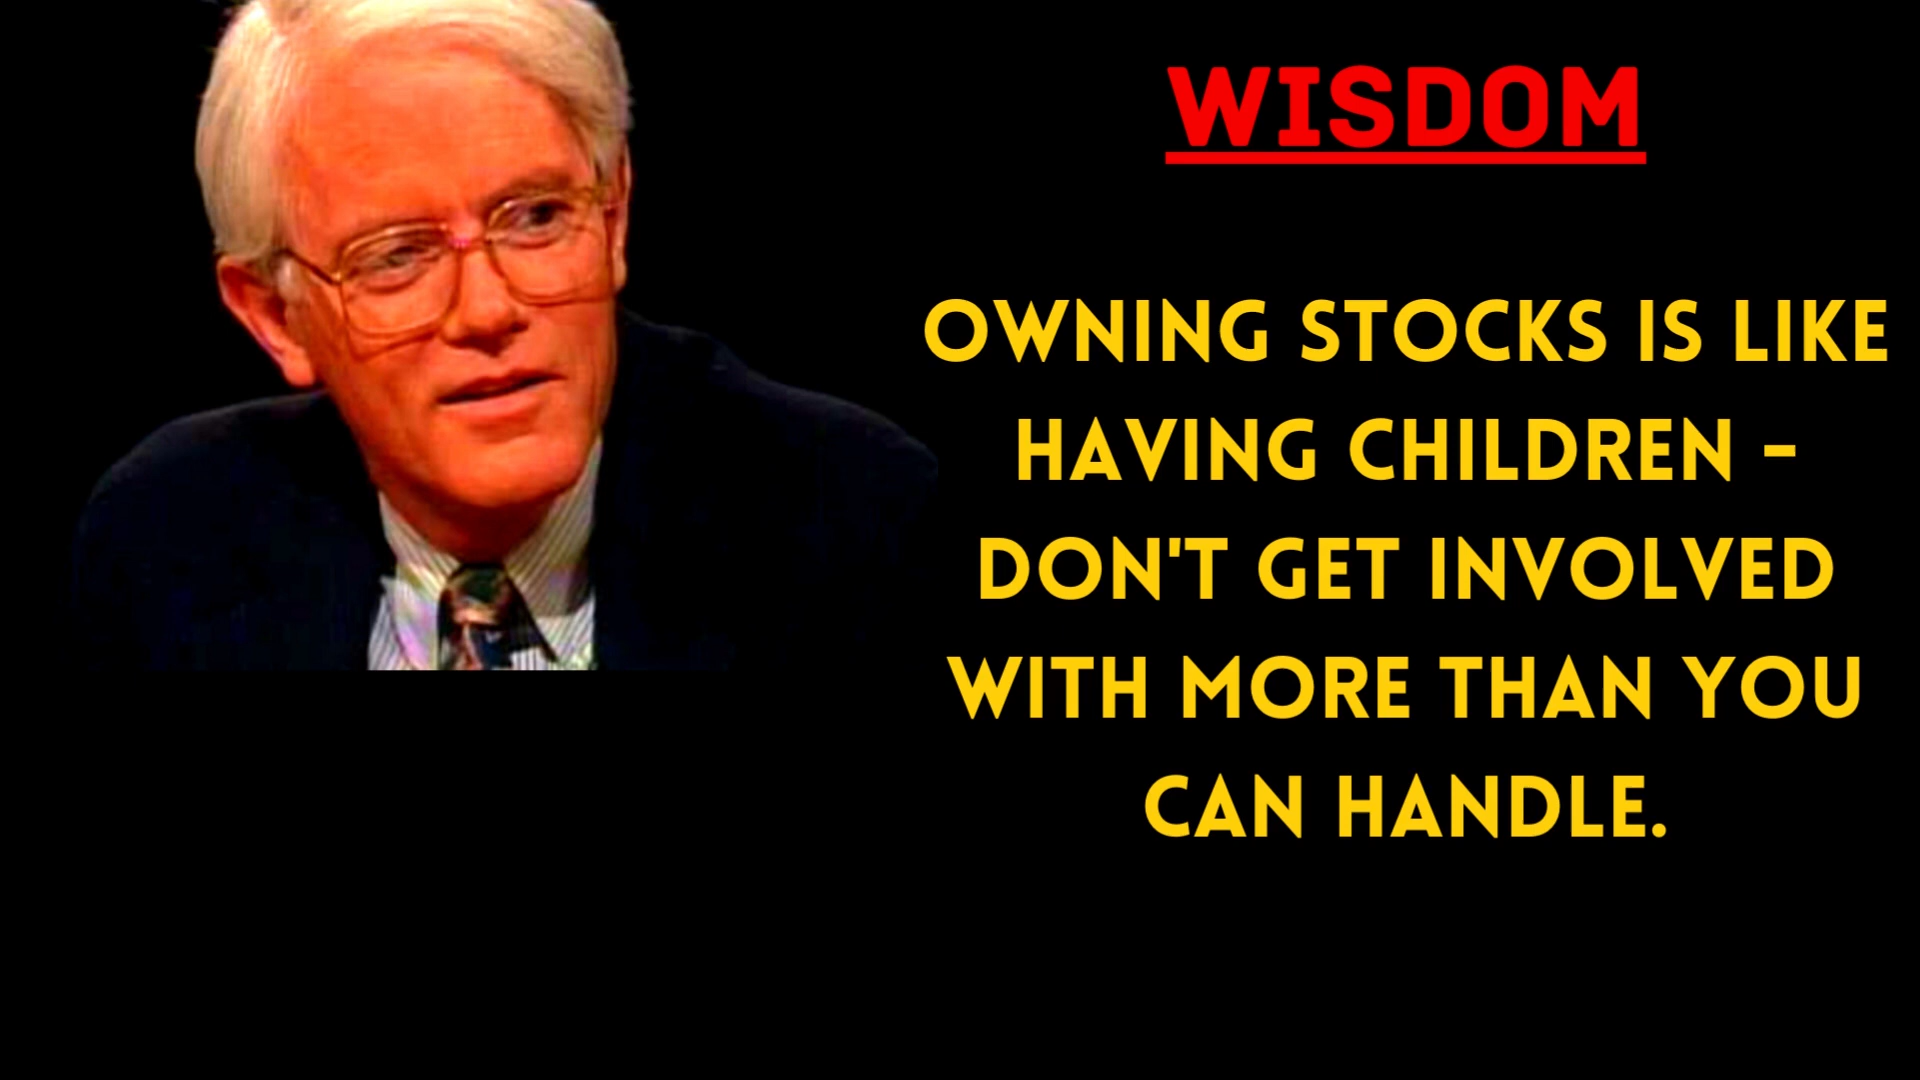 WISDOM
OWNING STOCKS IS LIKE
HAVING CHILDREN -
DON'T GET INVOLVED
WITH MORE THAN YOU
CAN HANDLE.